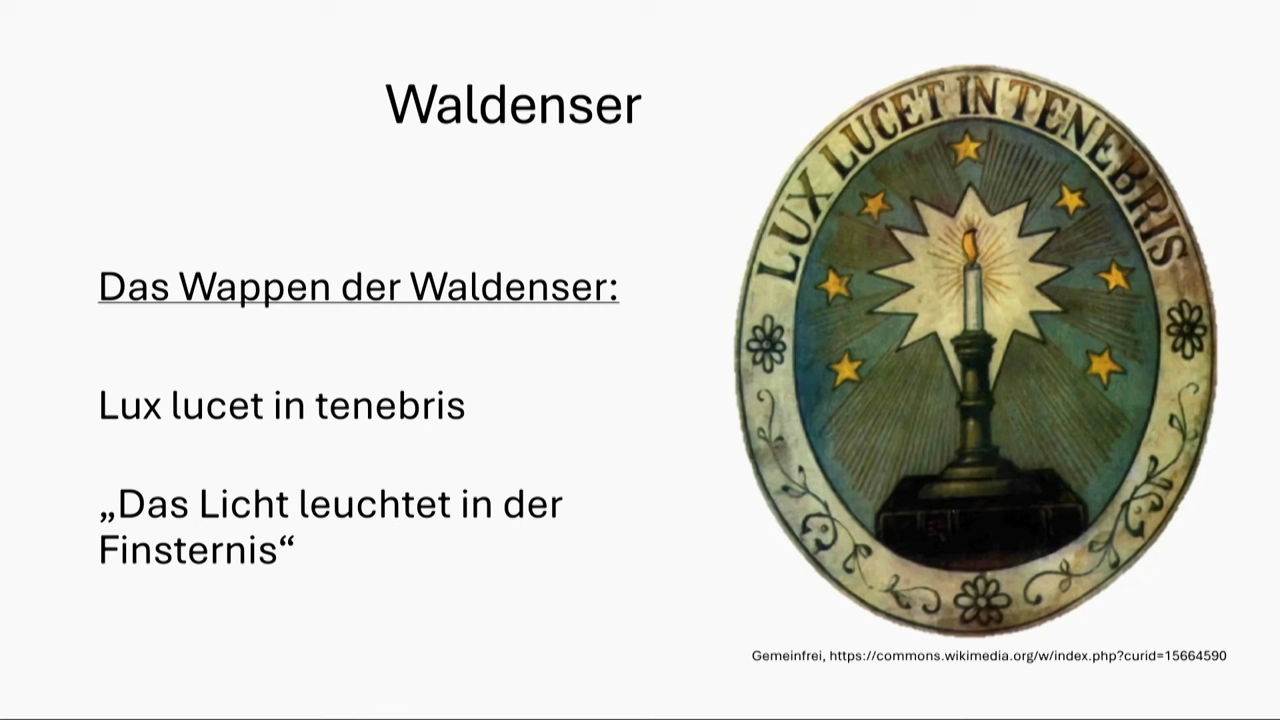 Waldenser
LUX LUCET IN TENEBRIS
Das Wappen der Waldenser:
Lux lucet in tenebris
„Das Licht leuchtet in der
Finsternis“
Gemeinfrei, https://commons.wikimedia.org/w/index.php?curid=15664590